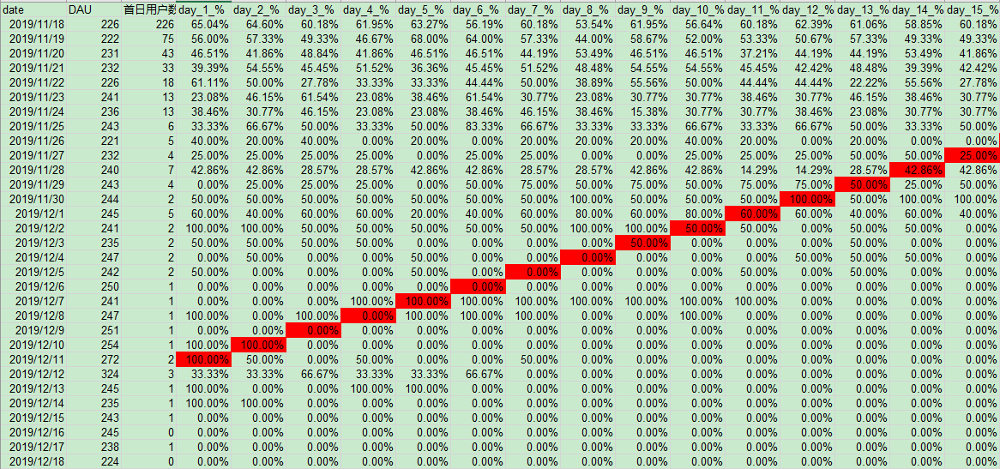 date DAU 首日用户数 day_1_% day_2_% day_3_% day_4_% day_5_% day_6_% day_7_% day_8_% day_9_% day_10_% day_11_% day_12_% day_13_% day_14_% day_15_%
2019/11/18 226 226 65.04% 64.60% 60.18% 61.95% 63.27% 56.19% 60.18% 53.54% 61.95% 56.64% 60.18% 62.39% 61.06% 58.85% 60.18%
2019/11/19 222 75 56.00% 57.33% 49.33% 46.67% 68.00% 64.00% 57.33% 44.00% 58.67% 52.00% 53.33% 50.67% 57.33% 49.33% 49.33%
2019/11/20 231 43 46.51% 41.86% 48.84% 41.86% 46.51% 46.51% 44.19% 53.49% 46.51% 46.51% 37.21% 44.19% 44.19% 53.49% 41.86%
2019/11/21 232 33 39.39% 54.55% 45.45% 51.52% 36.36% 45.45% 51.52% 48.48% 54.55% 54.55% 45.45% 42.42% 48.48% 39.39% 42.42%
2019/11/22 226 18 61.11% 50.00% 27.78% 33.33% 33.33% 44.44% 50.00% 38.89% 55.56% 50.00% 44.44% 44.44% 22.22% 55.56% 27.78%
2019/11/23 241 13 23.08% 46.15% 61.54% 23.08% 38.46% 61.54% 30.77% 23.08% 30.77% 30.77% 38.46% 30.77% 46.15% 38.46% 30.77%
2019/11/24 236 13 38.46% 30.77% 46.15% 23.08% 23.08% 38.46% 46.15% 38.46% 15.38% 30.77% 30.77% 38.46% 23.08% 30.77% 30.77%
2019/11/25 243 6 33.33% 66.67% 50.00% 33.33% 50.00% 83.33% 66.67% 33.33% 33.33% 66.67% 33.33% 66.67% 50.00% 33.33% 50.00%
2019/11/26 221 5 40.00% 20.00% 40.00% 0.00% 20.00% 0.00% 20.00% 20.00% 20.00% 40.00% 20.00% 0.00% 20.00% 0.00% 0.00%
2019/11/27 232 4 25.00% 25.00% 25.00% 25.00% 0.00% 25.00% 0.00% 0.00% 25.00% 25.00% 25.00% 25.00% 50.00% 50.00% 25.00%
2019/11/28 240 7 42.86% 42.86% 28.57% 28.57% 42.86% 42.86% 28.57% 28.57% 42.86% 42.86% 14.29% 14.29% 28.57% 42.86% 42.86%
2019/11/29 243 4 0.00% 25.00% 25.00% 0.00% 0.00% 50.00% 75.00% 50.00% 75.00% 50.00% 75.00% 75.00% 50.00% 25.00% 50.00%
2019/11/30 244 2 50.00% 50.00% 50.00% 50.00% 50.00% 50.00% 50.00% 100.00% 50.00% 50.00% 50.00% 100.00% 50.00% 100.00% 100.00%
2019/12/1 245 5 60.00% 40.00% 60.00% 60.00% 20.00% 40.00% 60.00% 80.00% 60.00% 80.00% 60.00% 60.00% 40.00% 60.00% 40.00%
2019/12/2 241 2 100.00% 100.00% 50.00% 50.00% 50.00% 50.00% 50.00% 100.00% 100.00% 50.00% 50.00% 0.00% 50.00% 50.00% 0.00%
2019/12/3 235 2 50.00% 50.00% 50.00% 50.00% 50.00% 50.00% 0.00% 0.00% 50.00% 0.00% 0.00% 0.00% 0.00% 0.00% 0.00%
2019/12/4 247 2 0.00% 50.00% 0.00% 0.00% 50.00% 0.00% 0.00% 0.00% 0.00% 0.00% 0.00% 50.00% 50.00% 50.00% 0.00%
2019/12/5 242 2 50.00% 0.00% 0.00% 0.00% 50.00% 0.00% 0.00% 0.00% 0.00% 0.00% 50.00% 0.00% 50.00% 0.00% 0.00%
2019/12/6 250 1 0.00% 0.00% 0.00% 0.00% 0.00% 0.00% 0.00% 0.00% 0.00% 0.00% 0.00% 0.00% 0.00% 0.00% 0.00%
2019/12/7 241 1 0.00% 0.00% 0.00% 100.00% 100.00% 100.00% 100.00% 100.00% 100.00% 100.00% 100.00% 0.00% 0.00% 0.00% 0.00%
2019/12/8 247 1 100.00% 0.00% 100.00% 0.00% 100.00% 100.00% 100.00% 0.00% 0.00% 100.00% 0.00% 0.00% 0.00% 0.00% 0.00%
2019/12/9 251 1 0.00% 0.00% 0.00% 0.00% 0.00% 0.00% 0.00% 0.00% 0.00% 0.00% 0.00% 0.00% 0.00% 0.00% 0.00%
2019/12/10 254 1 100.00% 100.00% 0.00% 0.00% 0.00% 0.00% 0.00% 0.00% 0.00% 0.00% 0.00% 0.00% 0.00% 0.00% 0.00%
2019/12/11 272 2 100.00% 50.00% 0.00% 50.00% 0.00% 0.00% 50.00% 0.00% 0.00% 0.00% 0.00% 0.00% 0.00% 0.00% 0.00%
2019/12/12 324 3 33.33% 33.33% 66.67% 33.33% 33.33% 66.67% 0.00% 0.00% 0.00% 0.00% 0.00% 0.00% 0.00% 0.00% 0.00%
2019/12/13 245 1 100.00% 0.00% 0.00% 100.00% 100.00% 0.00% 0.00% 0.00% 0.00% 0.00% 0.00% 0.00% 0.00% 0.00% 0.00%
2019/12/14 235 1 100.00% 100.00% 0.00% 0.00% 0.00% 0.00% 0.00% 0.00% 0.00% 0.00% 0.00% 0.00% 0.00% 0.00% 0.00%
2019/12/15 243 1 0.00% 0.00% 0.00% 0.00% 0.00% 0.00% 0.00% 0.00% 0.00% 0.00% 0.00% 0.00% 0.00% 0.00% 0.00%
2019/12/16 245 0 0.00% 0.00% 0.00% 0.00% 0.00% 0.00% 0.00% 0.00% 0.00% 0.00% 0.00% 0.00% 0.00% 0.00% 0.00%
2019/12/17 238 1 0.00% 0.00% 0.00% 0.00% 0.00% 0.00% 0.00% 0.00% 0.00% 0.00% 0.00% 0.00% 0.00% 0.00% 0.00%
2019/12/18 224 0 0.00% 0.00% 0.00% 0.00% 0.00% 0.00% 0.00% 0.00% 0.00% 0.00% 0.00% 0.00% 0.00% 0.00% 0.00%